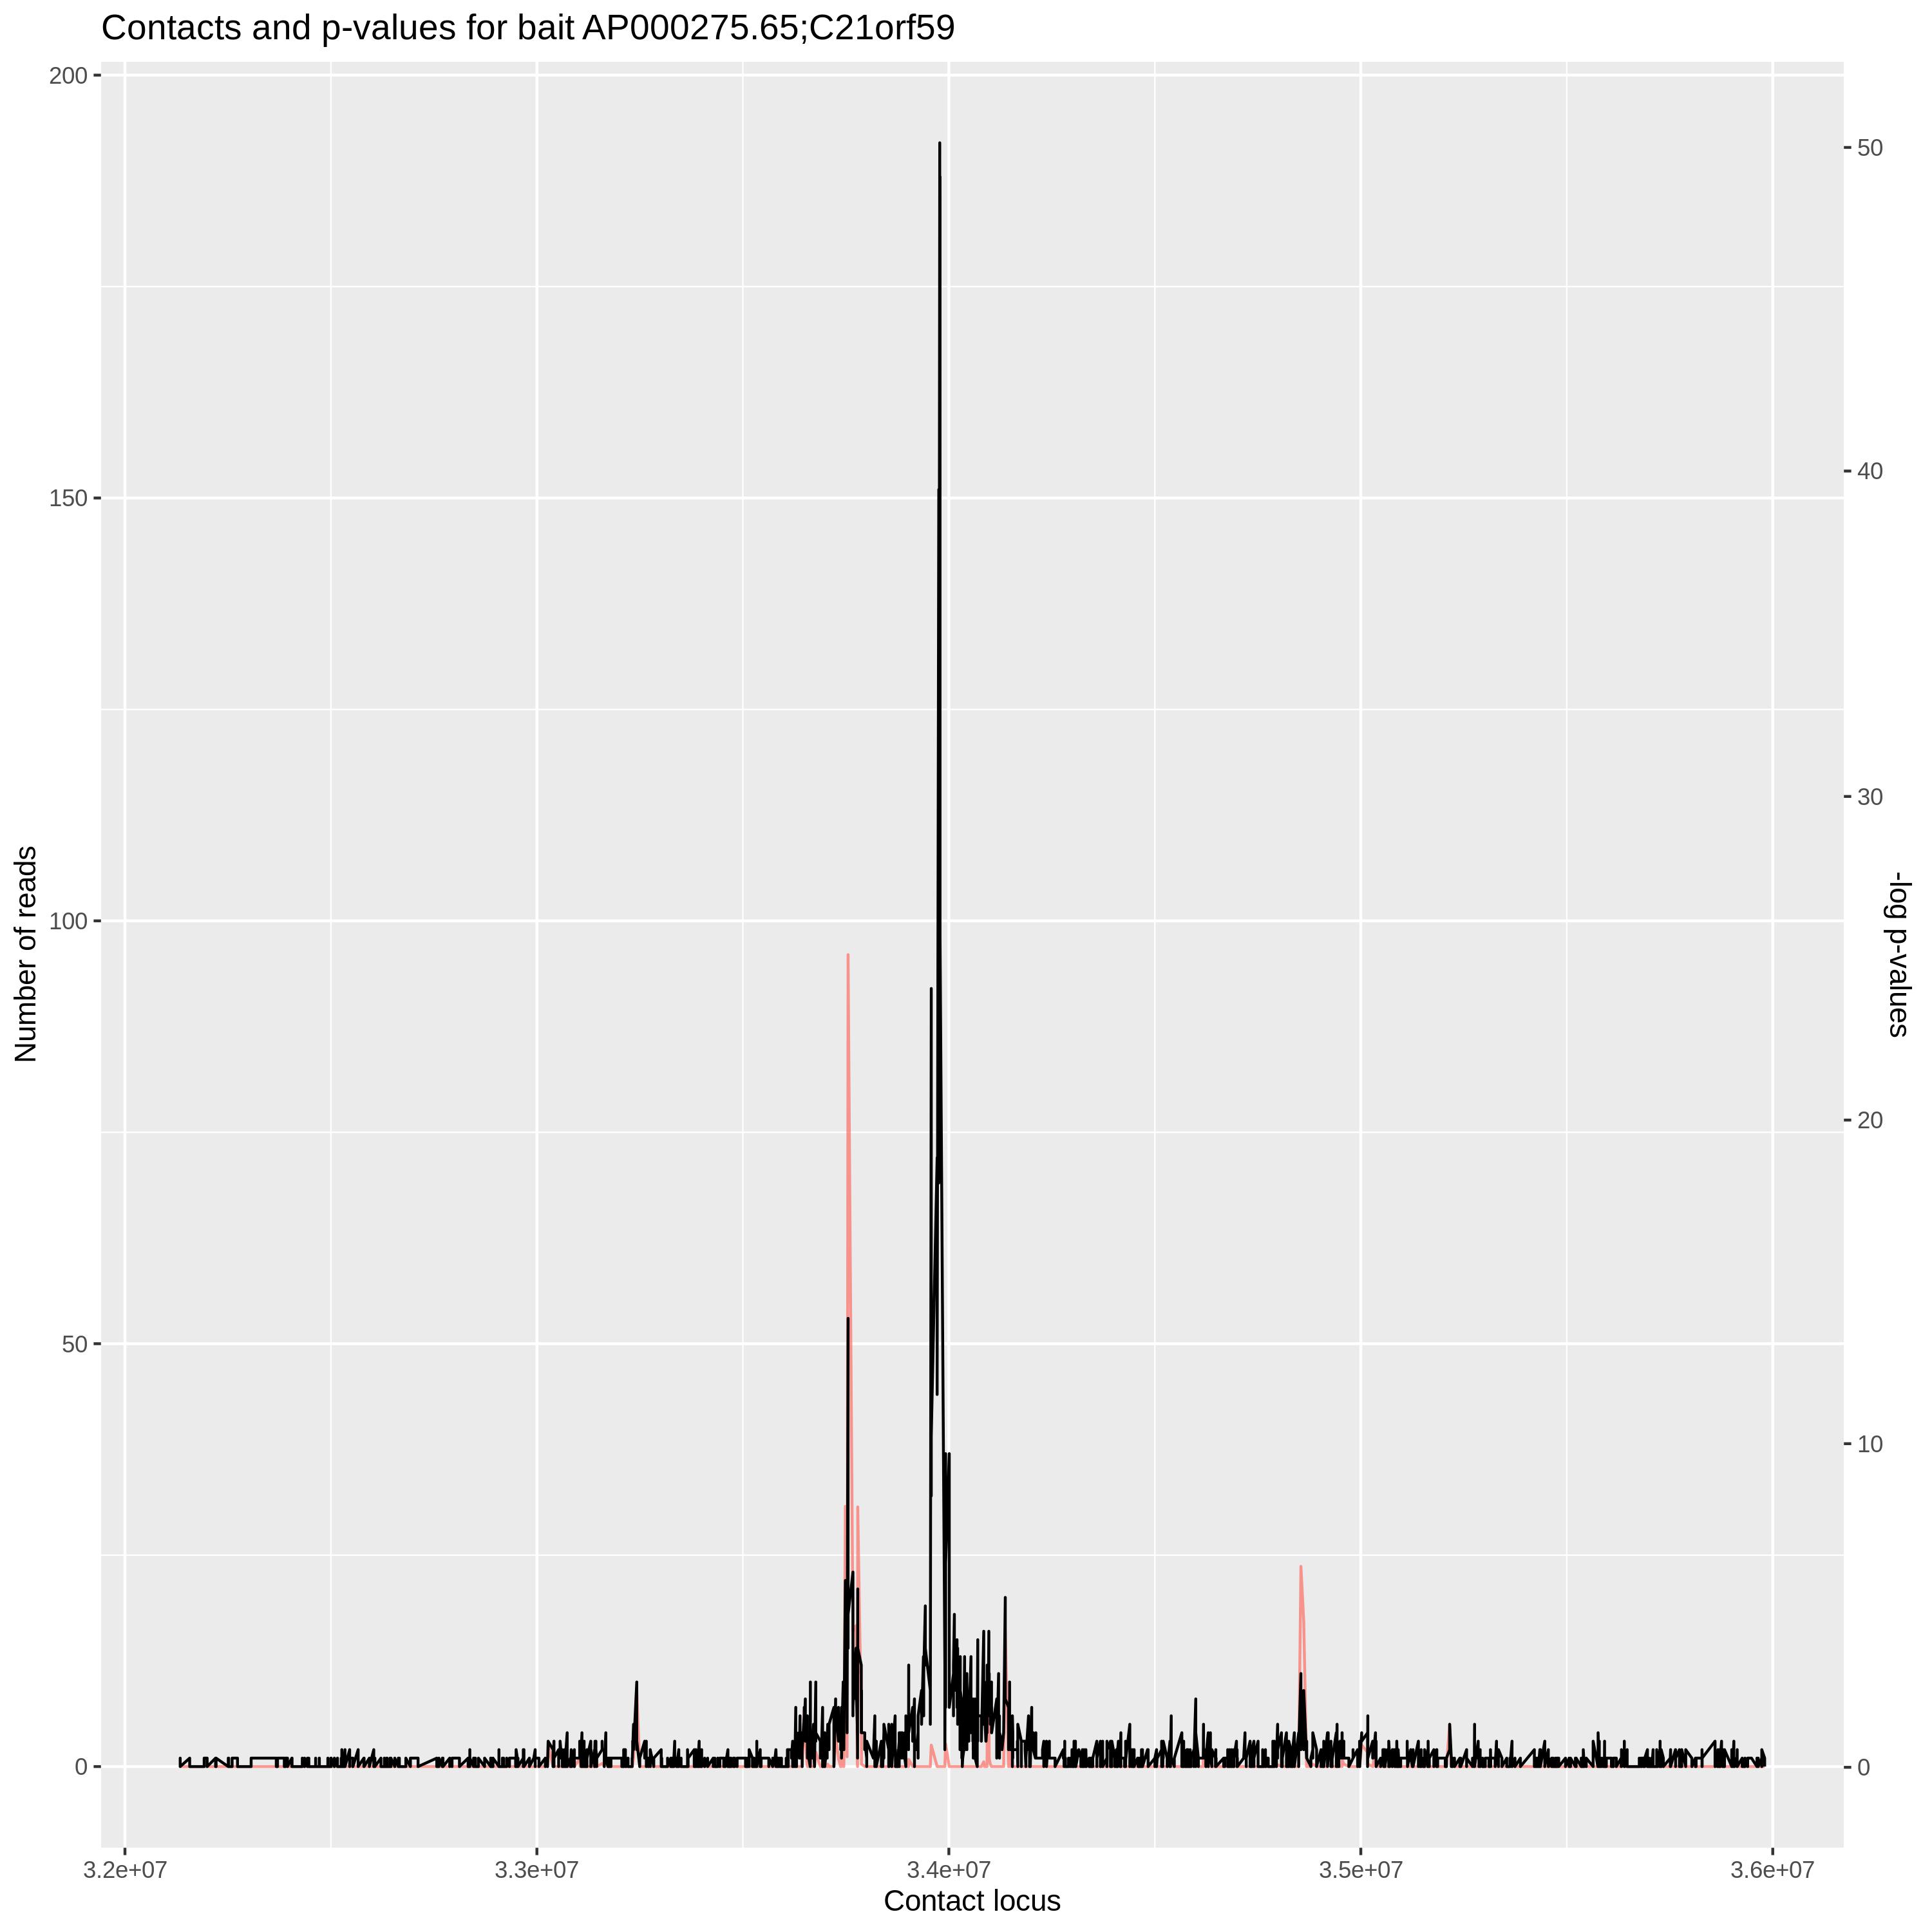 Contacts and p-values for bait AP000275.65;C21orf59
200
150
100
50
0
Number of reads
50
40
30
20
10
0
-log p-values
3.2e+07
3.3e+07
3.4e+07
3.5e+07
3.6e+07
Contact locus